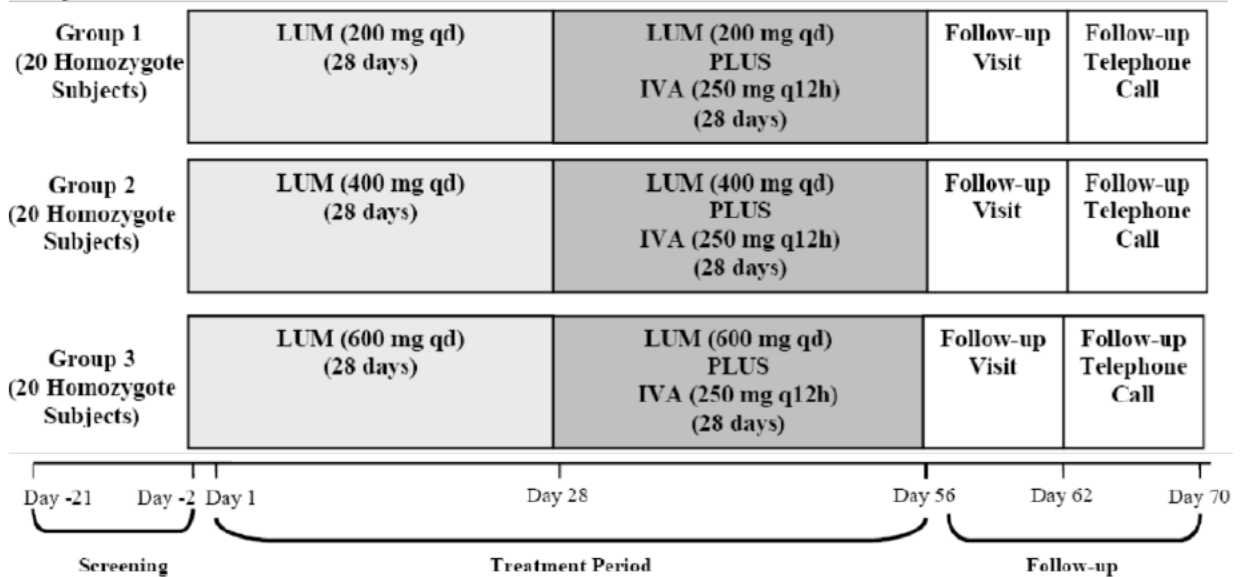 Group 1
(20 Homozygote
Subjects)
LUM (200 mg qd)
(28 days)
LUM (200 mg qd)
PLUS
IVA (250 mg q12h)
(28 days)
Follow-up
Visit
Follow-up
Telephone
Call
Group 2
(20 Homozygote
Subjects)
LUM (400 mg qd)
(28 days)
LUM (400 mg qd)
PLUS
IVA (250 mg q12h)
(28 days)
Follow-up
Visit
Follow-up
Telephone
Call
Group 3
(20 Homozygote
Subjects)
LUM (600 mg qd)
(28 days)
LUM (600 mg qd)
PLUS
IVA (250 mg q12h)
(28 days)
Follow-up
Visit
Follow-up
Telephone
Call
Day -21 Day -2 Day 1 Day 28 Day 56 Day 62 Day 70
Screening Treatment Period Follow-up